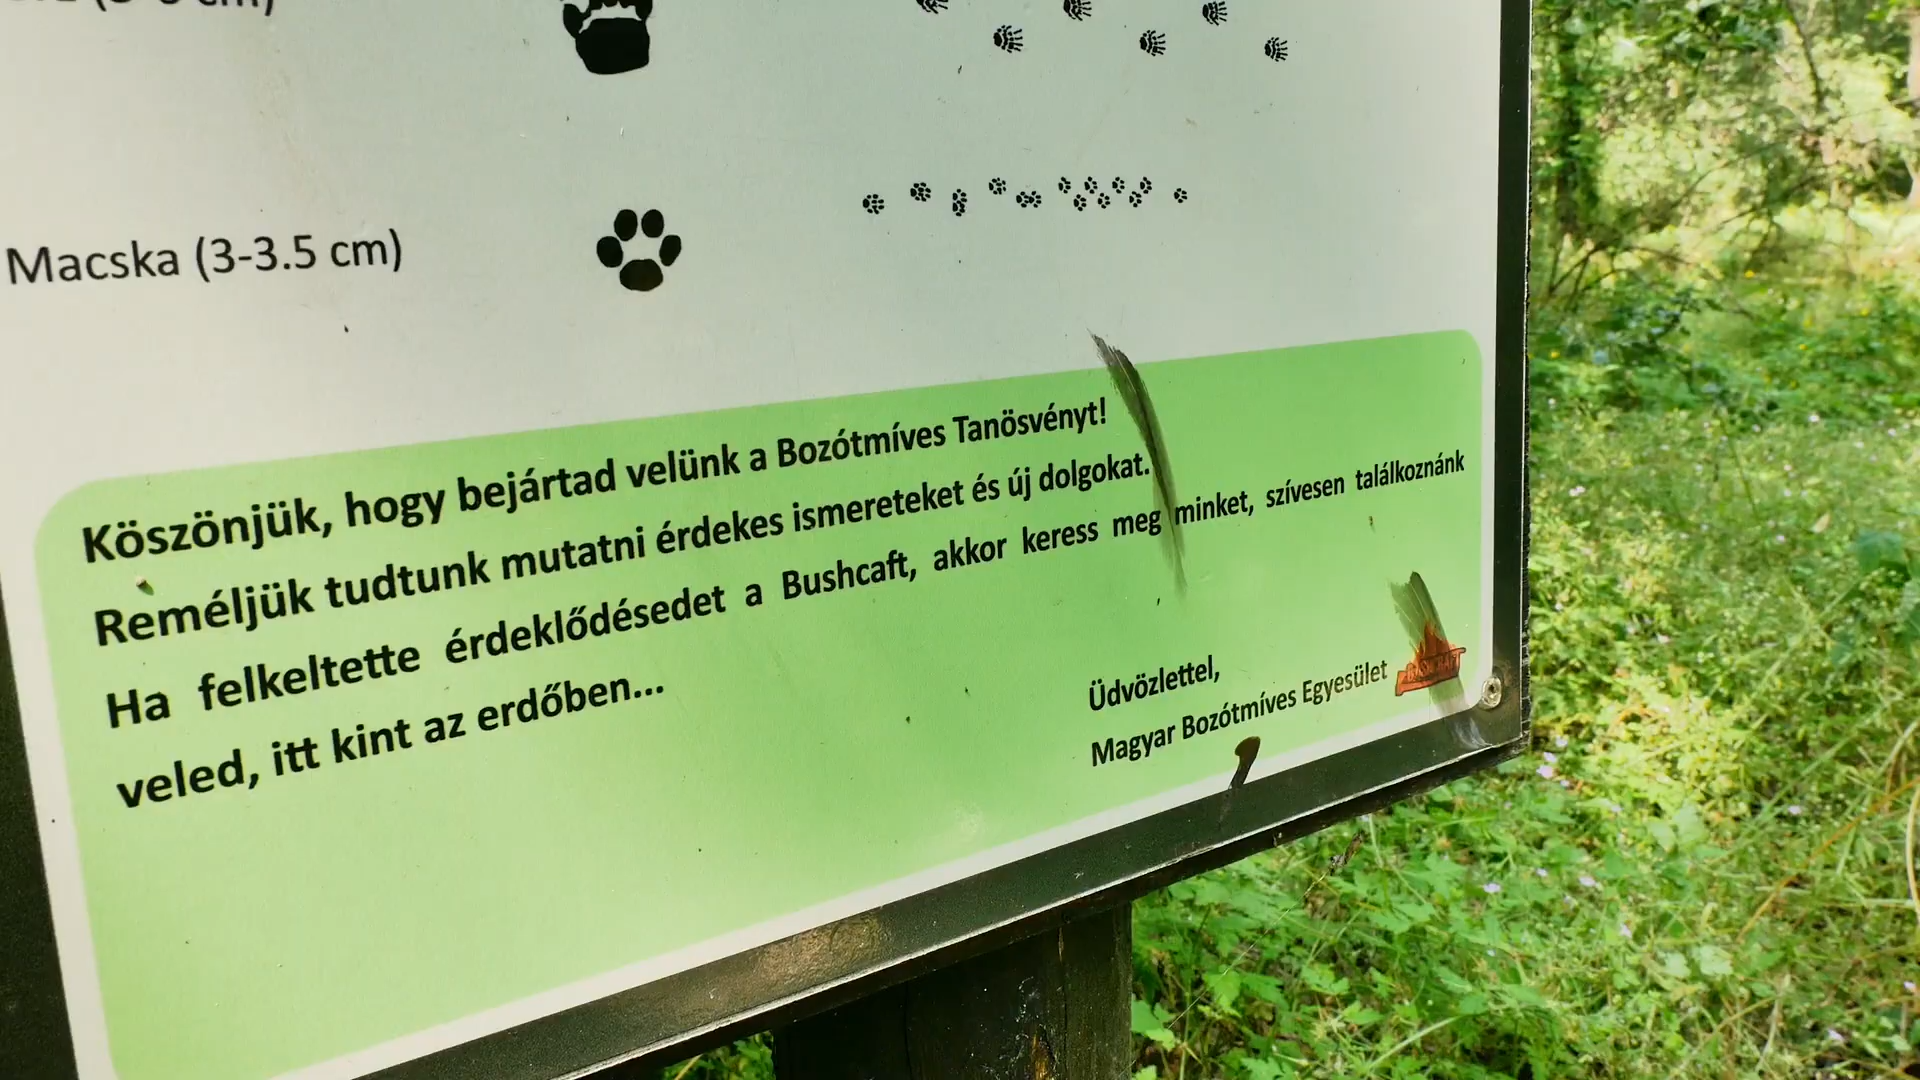 Macska (3-3.5 cm)
Köszönjük, hogy bejártad velünk a Bozótmíves Tanösvényt!
Reméljük tudtunk mutatni érdekes ismereteket és új dolgokat.
Ha felkeltette érdeklődésedet a Bushcaft, akkor keress meg minket, szívesen találkoznánk
veled, itt kint az erdőben...
Üdvözlettel,
Magyar Bozótmíves Egyesület